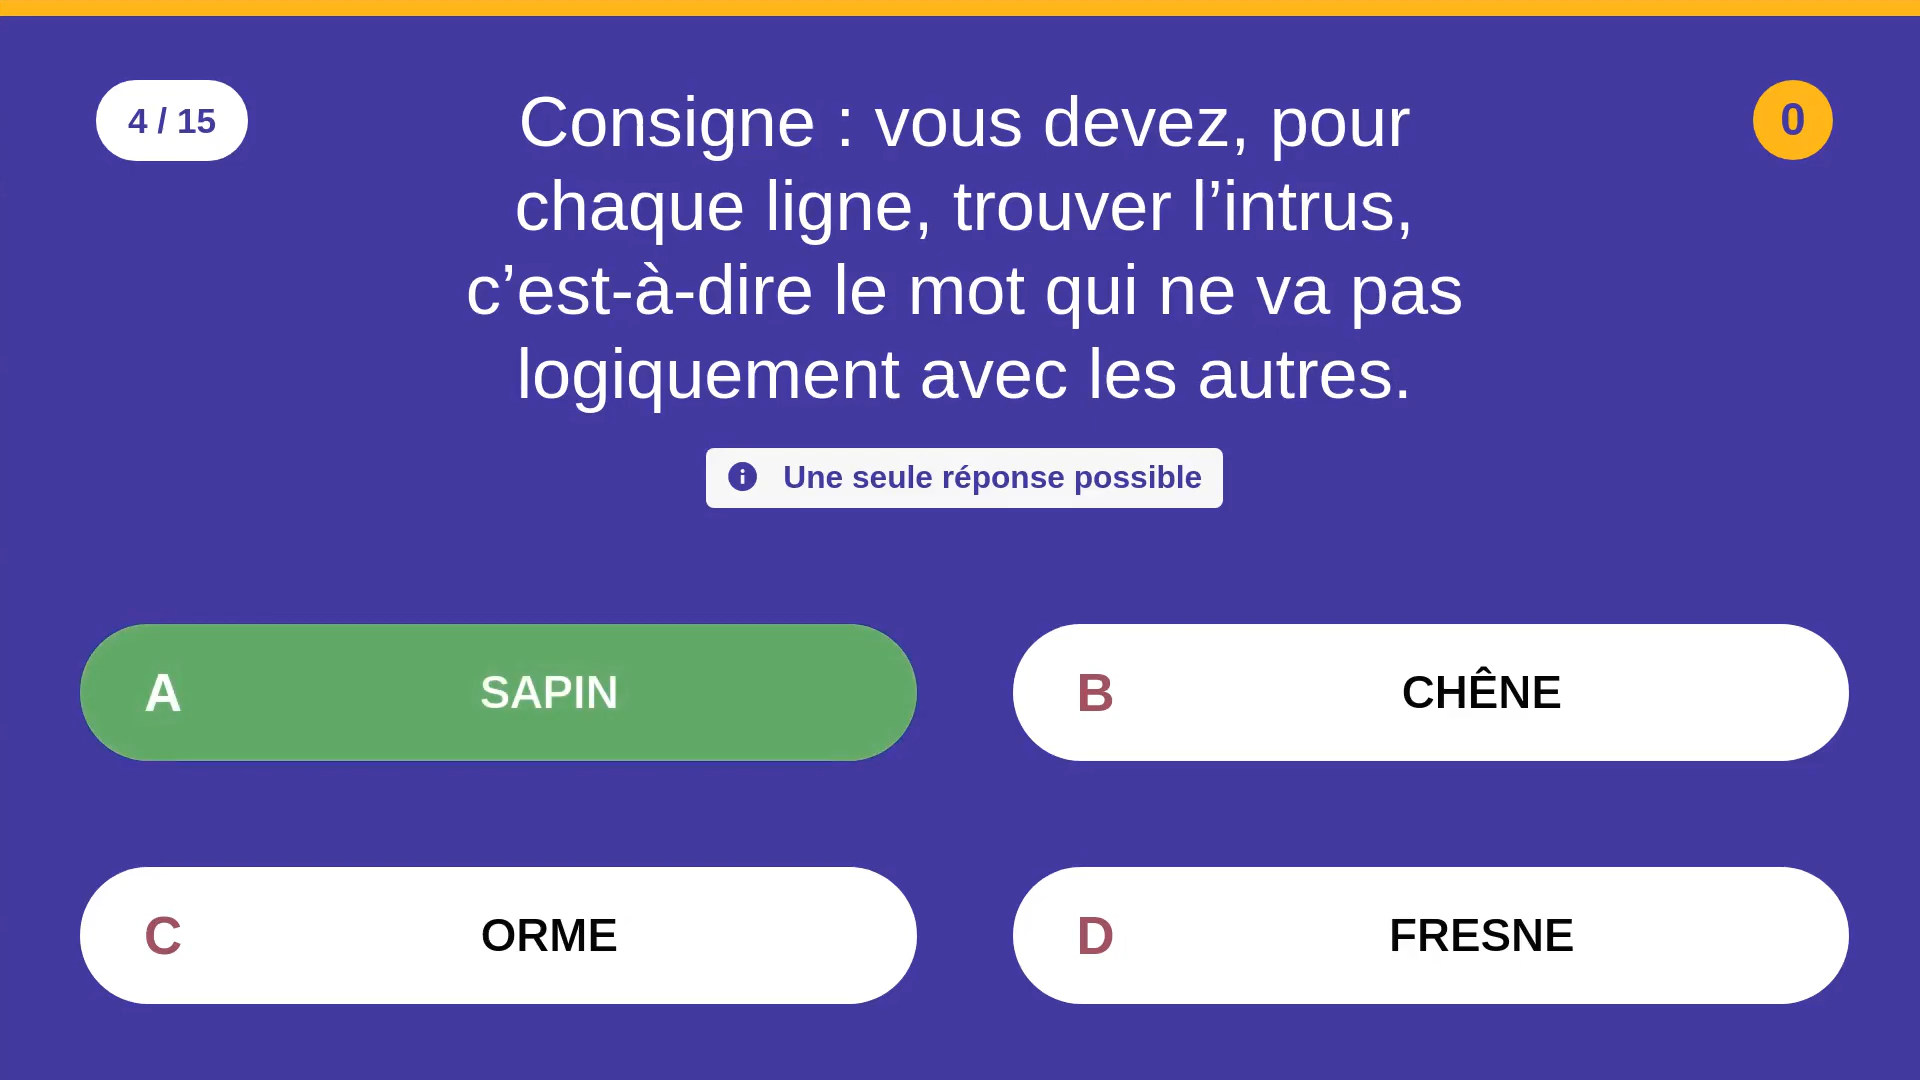 4 / 15
Consigne : vous devez, pour
chaque ligne, trouver l’intrus,
c’est-à-dire le mot qui ne va pas
logiquement avec les autres.
0
Une seule réponse possible
A SAPIN
B CHÊNE
C ORME
D FRESNE